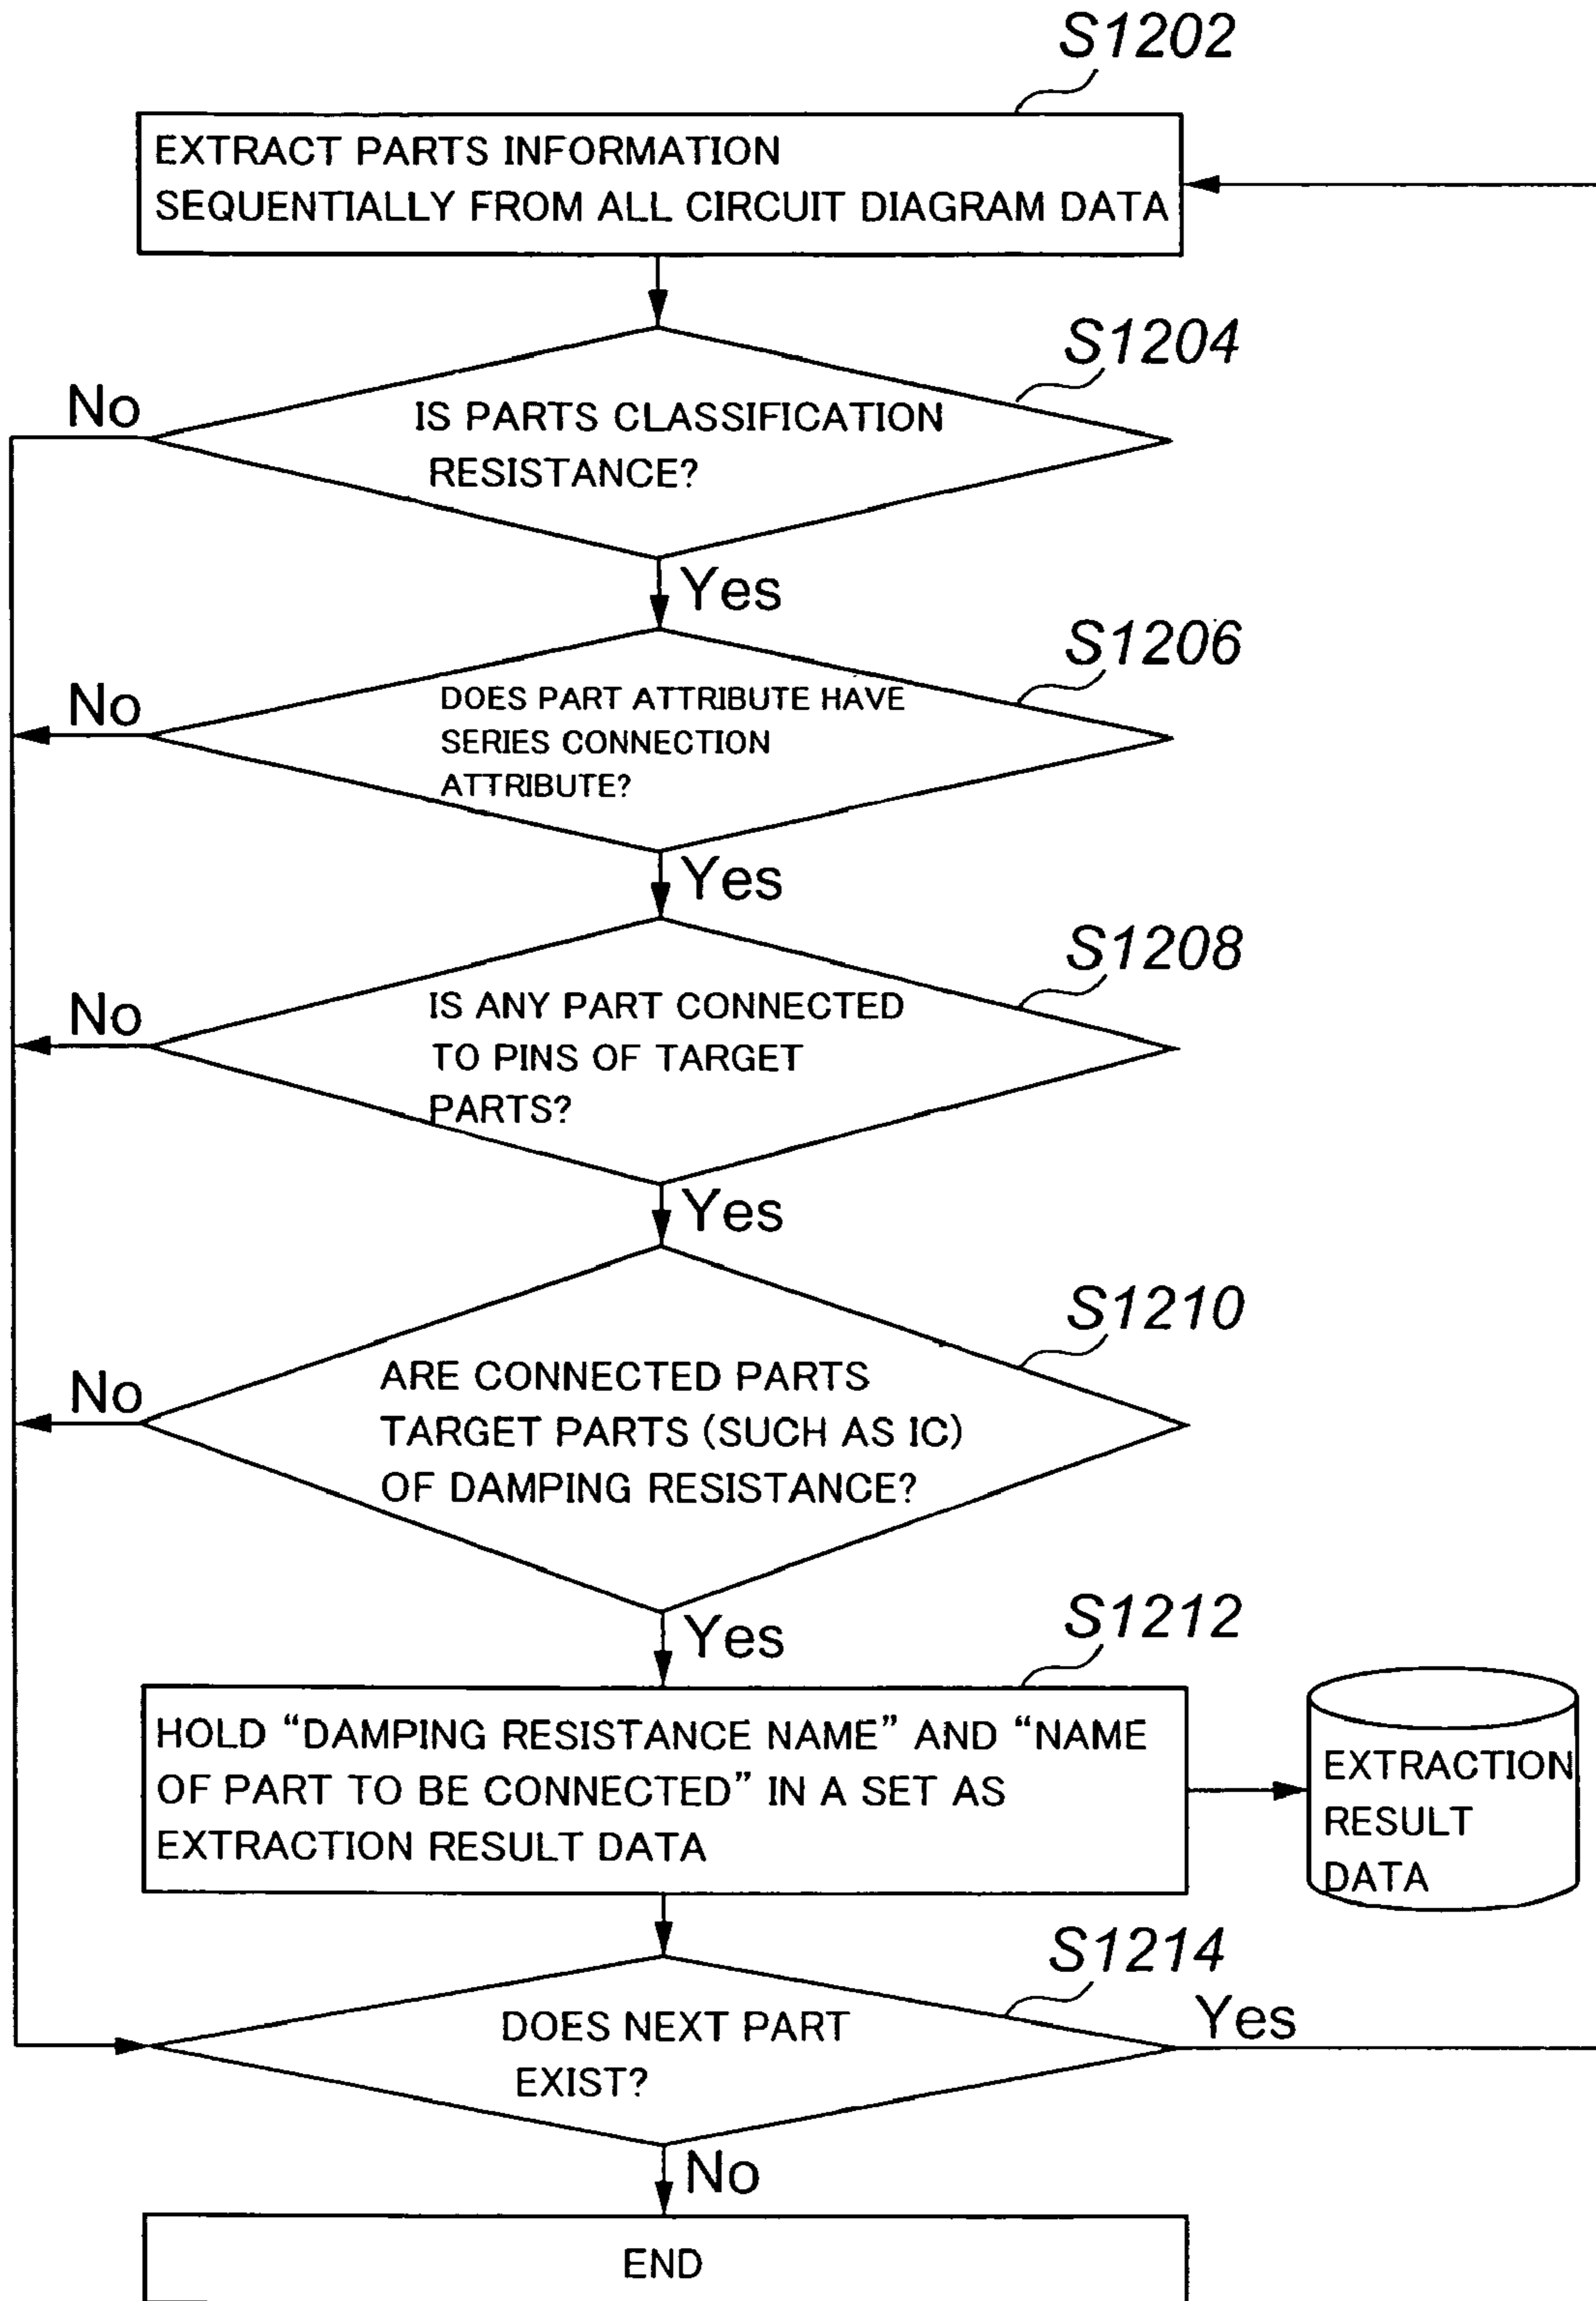 S1202
EXTRACT PARTS INFORMATION
SEQUENTIALLY FROM ALL CIRCUIT DIAGRAM DATA
S1204
No
IS PARTS CLASSIFICATION
RESISTANCE?
Yes
S1206
No
DOES PART ATTRIBUTE HAVE
SERIES CONNECTION
ATTRIBUTE?
Yes
S1208
No
IS ANY PART CONNECTED
TO PINS OF TARGET
PARTS?
Yes
S1210
No
ARE CONNECTED PARTS
TARGET PARTS (SUCH AS IC)
OF DAMPING RESISTANCE?
Yes
S1212
HOLD “DAMPING RESISTANCE NAME” AND “NAME
OF PART TO BE CONNECTED” IN A SET AS
EXTRACTION RESULT DATA
EXTRACTION
RESULT
DATA
S1214
DOES NEXT PART
EXIST?
Yes
No
END